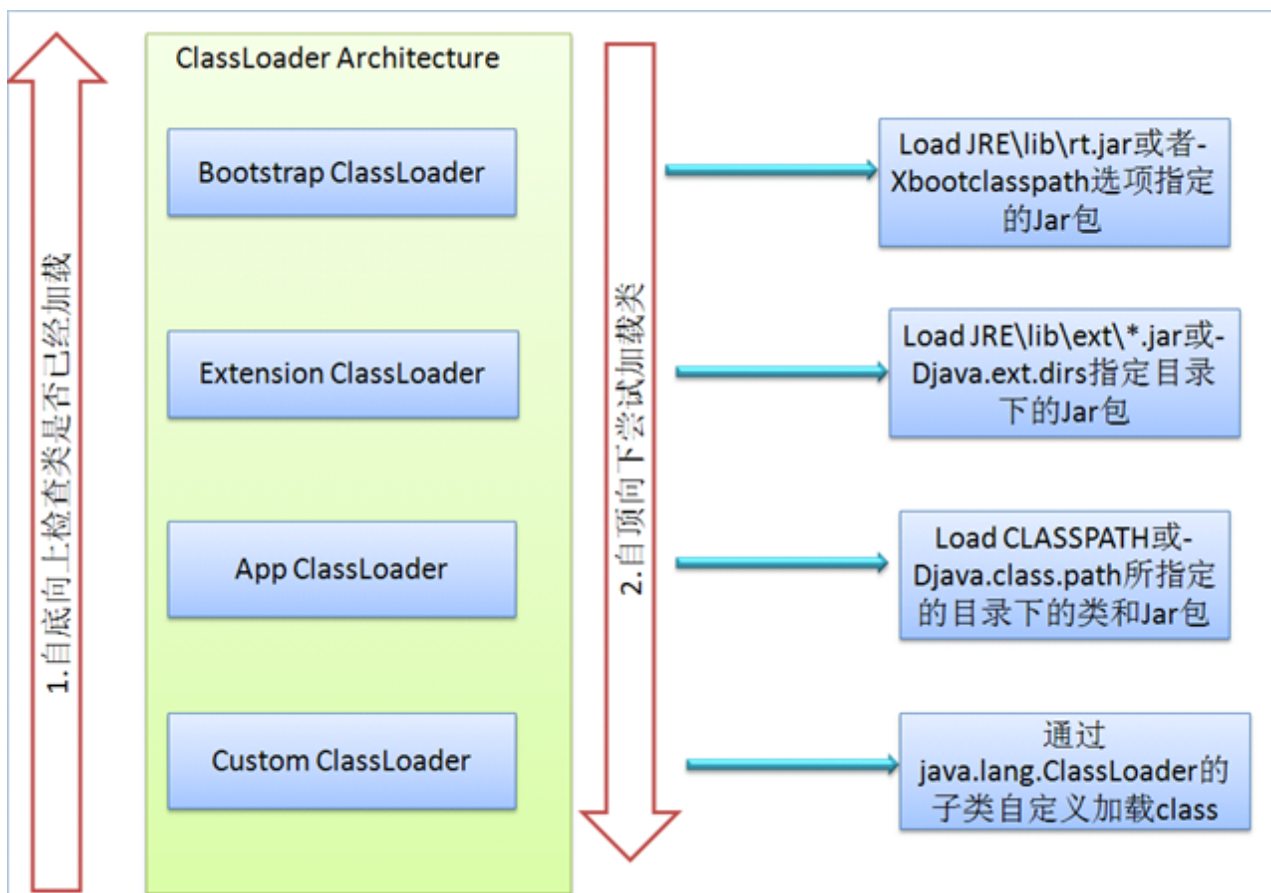 ClassLoader Architecture
1.自底向上检查类是否已经加载
2.自顶向下尝试加载类
Bootstrap ClassLoader
Load JRE\lib\rt.jar或者-
Xbootclasspath选项指定
的Jar包
Extension ClassLoader
Load JRE\lib\ext\*.jar或-
Djava.ext.dirs指定目录
下的Jar包
App ClassLoader
Load CLASSPATH或-
Djava.class.path所指定
的目录下的类和Jar包
Custom ClassLoader
通过
java.lang.ClassLoader的
子类自定义加载class